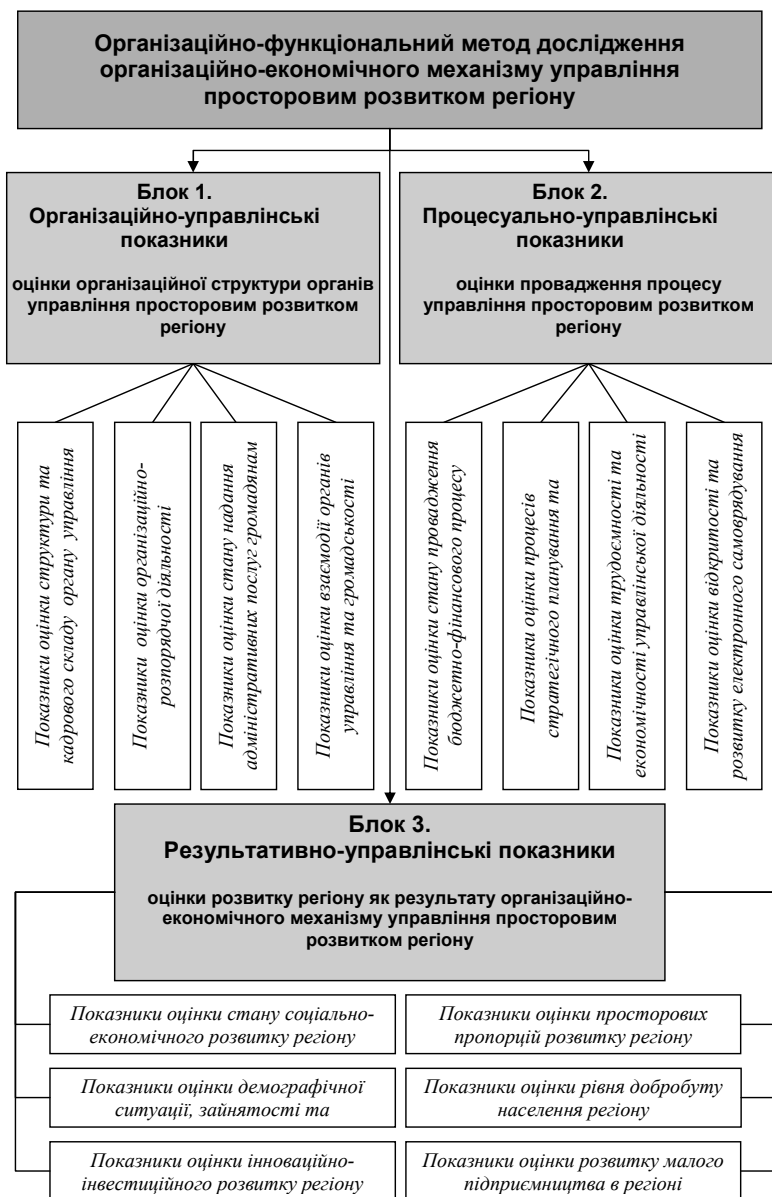 Організаційно-функціональний метод дослідження
організаційно-економічного механізму управління
просторовим розвитком регіону
Блок 1.
Організаційно-управлінські
показники
оцінки організаційної структури органів
управління просторовим розвитком
регіону
Блок 2.
Процесуально-управлінські
показники
оцінки провадження процесу
управління просторовим розвитком
регіону
Показники оцінки структури та
кадрового складу органу управління
Показники оцінки організаційно-
розпорядчої діяльності
Показники оцінки стану надання
адміністративних послуг громадянам
Показники оцінки взаємодії органів
управління та громадськості
Показники оцінки стану провадження
бюджетно-фінансового процесу
Показники оцінки процесів
стратегічного планування та
Показники оцінки трудоємності та
економічності управлінської діяльності
Показники оцінки відкритості та
розвитку електронного самоврядування
Блок 3.
Результативно-управлінські показники
оцінки розвитку регіону як результату організаційно-
економічного механізму управління просторовим
розвитком регіону
Показники оцінки стану соціально-
економічного розвитку регіону
Показники оцінки просторових
пропорцій розвитку регіону
Показники оцінки демографічної
ситуації, зайнятості та
Показники оцінки рівня добробуту
населення регіону
Показники оцінки інноваційно-
інвестиційного розвитку регіону
Показники оцінки розвитку малого
підприємництва в регіоні